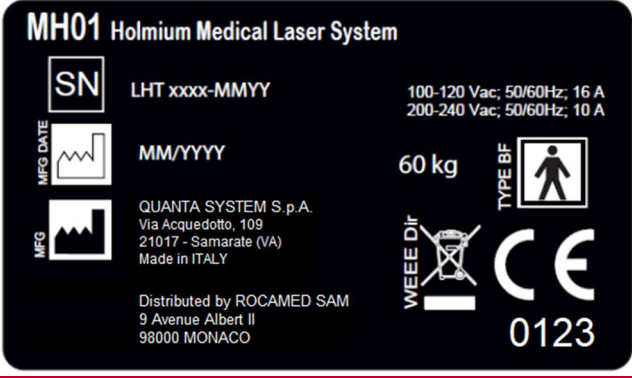 MH01 Holmium Medical Laser System
SN
LHT xxxx-MMYY
100-120 Vac; 50/60Hz; 16 A
200-240 Vac; 50/60Hz; 10 A
MFG DATE
MM/YYYY
60 kg
TYPE BF
MFG
QUANTA SYSTEM S.p.A.
Via Acquedotto, 109
21017 - Samarate (VA)
Made in ITALY
WEEE Dir
CE
0123
Distributed by ROCAMED SAM
9 Avenue Albert II
98000 MONACO